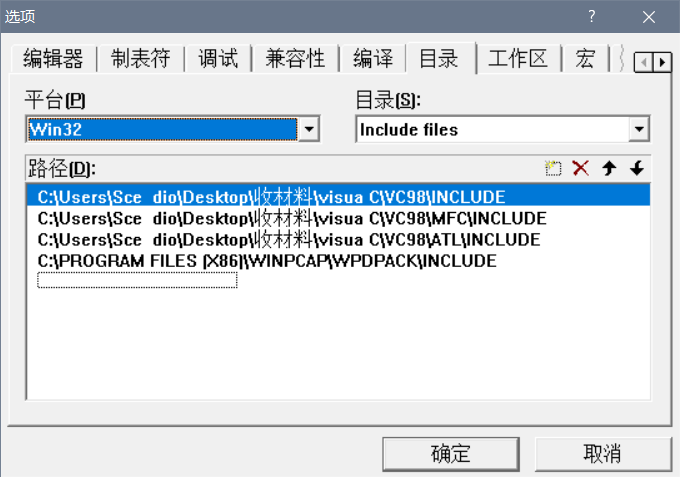 选项
编辑器 制表符 调试 兼容性 编译 目录 工作区 宏
平台(P) 目录(S):
Win32 Include files
路径(D):
C:\Users\Sce dio\Desktop\收材料\visua C\VC98\INCLUDE
C:\Users\Sce dio\Desktop\收材料\visua C\VC98\MFC\INCLUDE
C:\Users\Sce dio\Desktop\收材料\visua C\VC98\ATL\INCLUDE
C:\PROGRAM FILES (X86)\WINPCAP\WPDPACK\INCLUDE
确定 取消